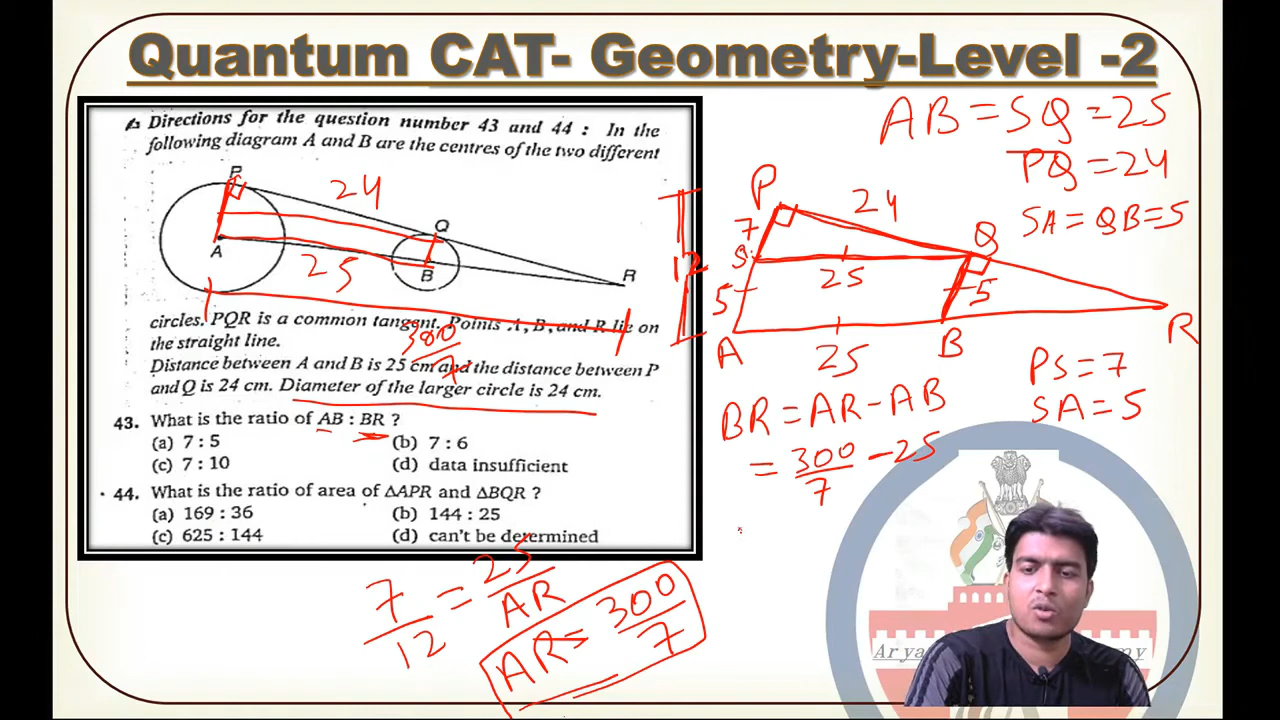 Quantum CAT- Geometry-Level -2
Directions for the question number 43 and 44 : In the
following diagram A and B are the centres of the two different
P
24
Q
A
25
B
R
12
circles. PQR is a common tangent. Points A, B, and R lie on
the straight line.
300
7
Distance between A and B is 25 cm and the distance between P
and Q is 24 cm. Diameter of the larger circle is 24 cm.
43. What is the ratio of AB : BR ?
(a) 7 : 5 (b) 7 : 6
(c) 7 : 10 (d) data insufficient
44. What is the ratio of area of ΔAPR and ΔBQR ?
(a) 169 : 36 (b) 144 : 25
(c) 625 : 144 (d) can't be determined
7/12 = 25/AR
AR = 300/7
AB = SQ = 25
PQ = 24
SA = QB = 5
P
7
24
Q
S
25
5
5
A
25
B
R
PS = 7
SA = 5
BR = AR - AB
= 300/7 - 25